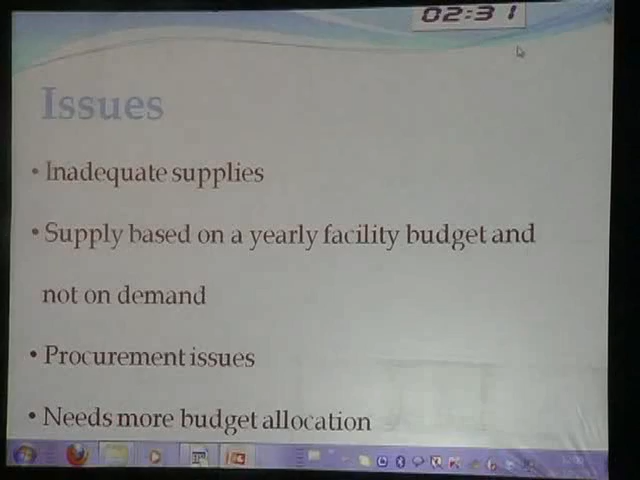 02:31
Issues
• Inadequate supplies
• Supply based on a yearly facility budget and
not on demand
• Procurement issues
• Needs more budget allocation